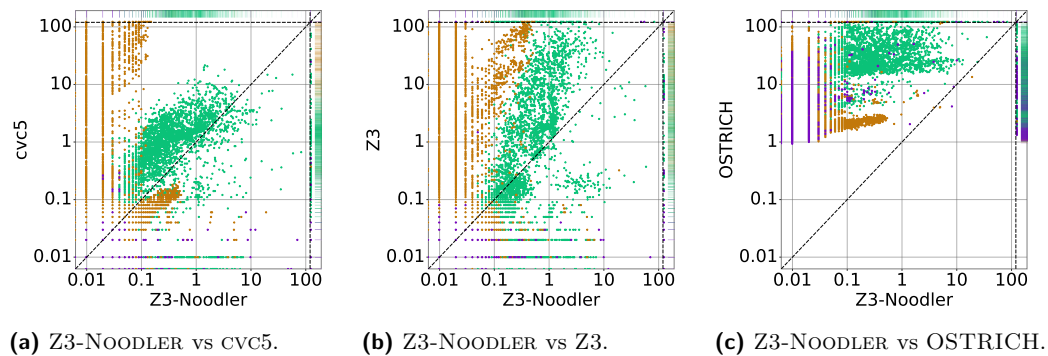 100
10
1
0.1
0.01
cvc5
0.01 0.1 1 10 100
Z3-Noodler
(a) Z3-NOODLER vs CVC5.
100
10
1
0.1
0.01
Z3
0.01 0.1 1 10 100
Z3-Noodler
(b) Z3-NOODLER vs Z3.
100
10
1
0.1
0.01
OSTRICH
0.01 0.1 1 10 100
Z3-Noodler
(c) Z3-NOODLER vs OSTRICH.